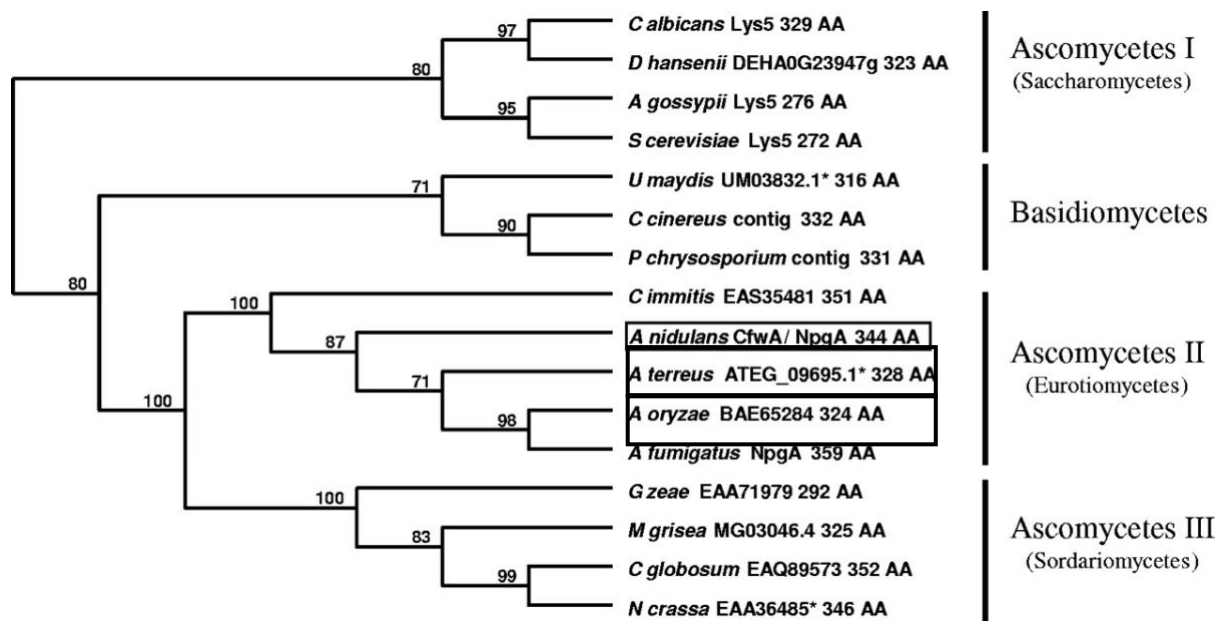 97
C albicans Lys5 329 AA
80
D hansenii DEHA0G23947g 323 AA
95
A gossypii Lys5 276 AA
S cerevisiae Lys5 272 AA
Ascomycetes I
(Saccharomycetes)
71
U maydis UM03832.1* 316 AA
90
C cinereus contig 332 AA
P chrysosporium contig 331 AA
Basidiomycetes
80
100
C immitis EAS35481 351 AA
87
A nidulans CfwA/ NpgA 344 AA
71
A terreus ATEG_09695.1* 328 AA
98
A oryzae BAE65284 324 AA
A fumigatus NpgA 359 AA
Ascomycetes II
(Eurotiomycetes)
100
100
G zeae EAA71979 292 AA
83
M grisea MG03046.4 325 AA
99
C globosum EAQ89573 352 AA
N crassa EAA36485* 346 AA
Ascomycetes III
(Sordariomycetes)